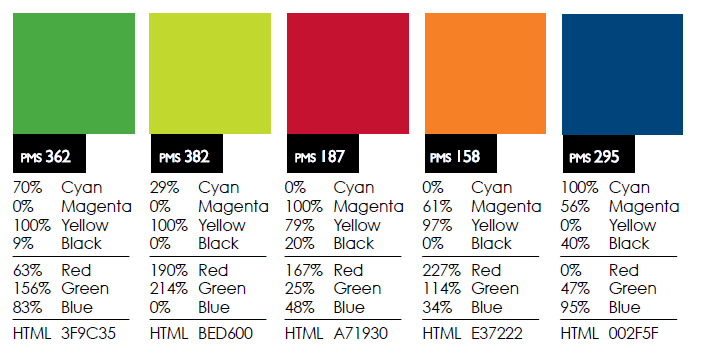 PMS 362
70% Cyan
0% Magenta
100% Yellow
9% Black
63% Red
156% Green
83% Blue
HTML 3F9C35
PMS 382
29% Cyan
0% Magenta
100% Yellow
0% Black
190% Red
214% Green
0% Blue
HTML BED600
PMS 187
0% Cyan
100% Magenta
79% Yellow
20% Black
167% Red
25% Green
48% Blue
HTML A71930
PMS 158
0% Cyan
61% Magenta
97% Yellow
0% Black
227% Red
114% Green
34% Blue
HTML E37222
PMS 295
100% Cyan
56% Magenta
0% Yellow
40% Black
0% Red
47% Green
95% Blue
HTML 002F5F